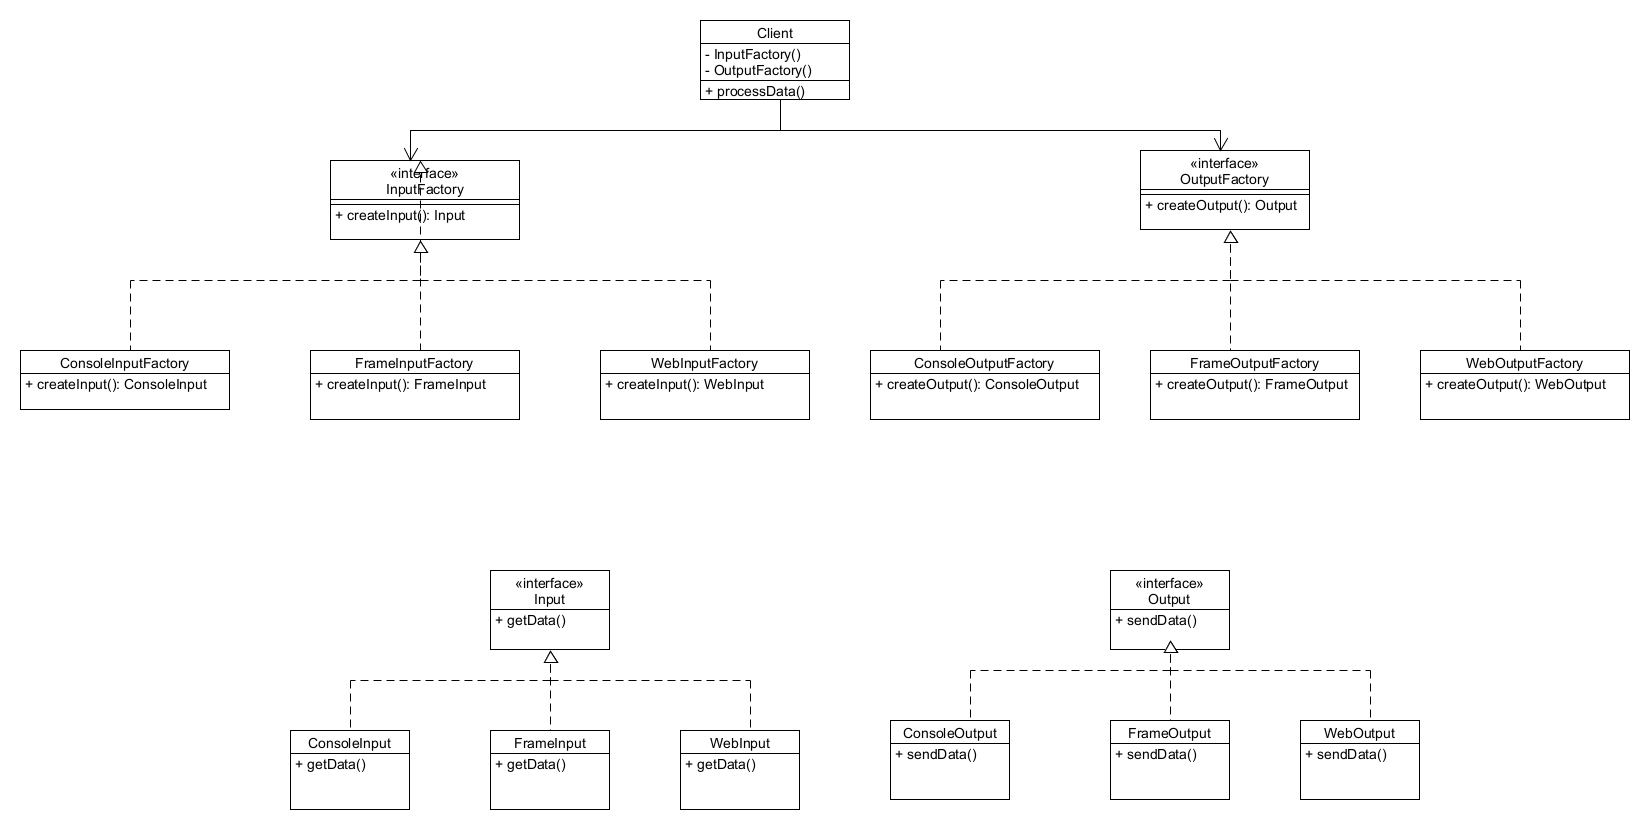 Client
- InputFactory()
- OutputFactory()
+ processData()
«interface»
InputFactory
+ createInput(): Input
«interface»
OutputFactory
+ createOutput(): Output
ConsoleInputFactory
+ createInput(): ConsoleInput
FrameInputFactory
+ createInput(): FrameInput
WebInputFactory
+ createInput(): WebInput
ConsoleOutputFactory
+ createOutput(): ConsoleOutput
FrameOutputFactory
+ createOutput(): FrameOutput
WebOutputFactory
+ createOutput(): WebOutput
«interface»
Input
+ getData()
«interface»
Output
+ sendData()
ConsoleInput
+ getData()
FrameInput
+ getData()
WebInput
+ getData()
ConsoleOutput
+ sendData()
FrameOutput
+ sendData()
WebOutput
+ sendData()